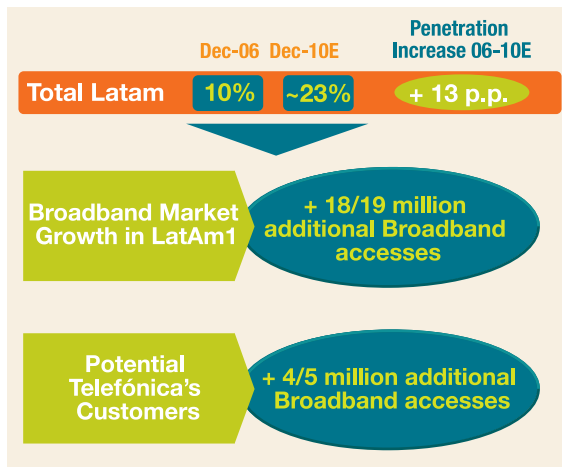 Penetration
Dec-06 Dec-10E Increase 06-10E
Total Latam 10% ~23% + 13 p.p.
Broadband Market
Growth in LatAm1
+ 18/19 million
additional Broadband
accesses
Potential
Telefónica's
Customers
+ 4/5 million additional
Broadband accesses